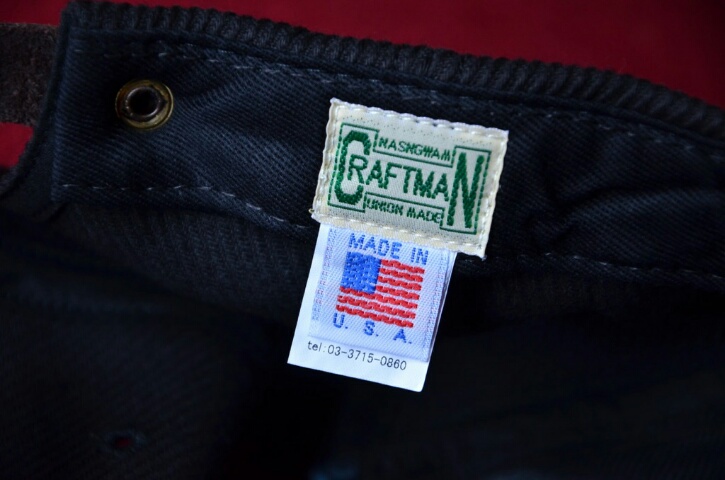 NASNGWAM
CRAFTMAN
UNION MADE
MADE IN
U. S. A.
tel:03-3715-0860